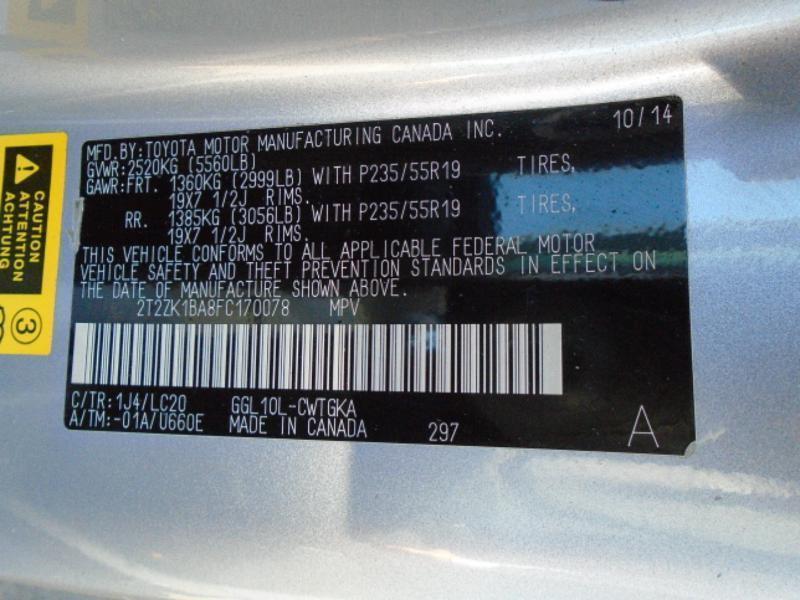 MFD.BY:TOYOTA MOTOR MANUFACTURING CANADA INC. 10/14
GVWR:2520KG (5560LB)
GAWR:FRT. 1360KG (2999LB) WITH P235/55R19 TIRES,
19X7 1/2J RIMS.
RR. 1385KG (3056LB) WITH P235/55R19 TIRES,
19X7 1/2J RIMS.
THIS VEHICLE CONFORMS TO ALL APPLICABLE FEDERAL MOTOR
VEHICLE SAFETY AND THEFT PREVENTION STANDARDS IN EFFECT ON
THE DATE OF MANUFACTURE SHOWN ABOVE.
2T2ZK1BA8FC170078 MPV
C/TR:1J4/LC20 GGL10L-CWTGKA
A/TM:-01A/U660E MADE IN CANADA 297 A
CAUTION
ATTENTION
ACHTUNG
3